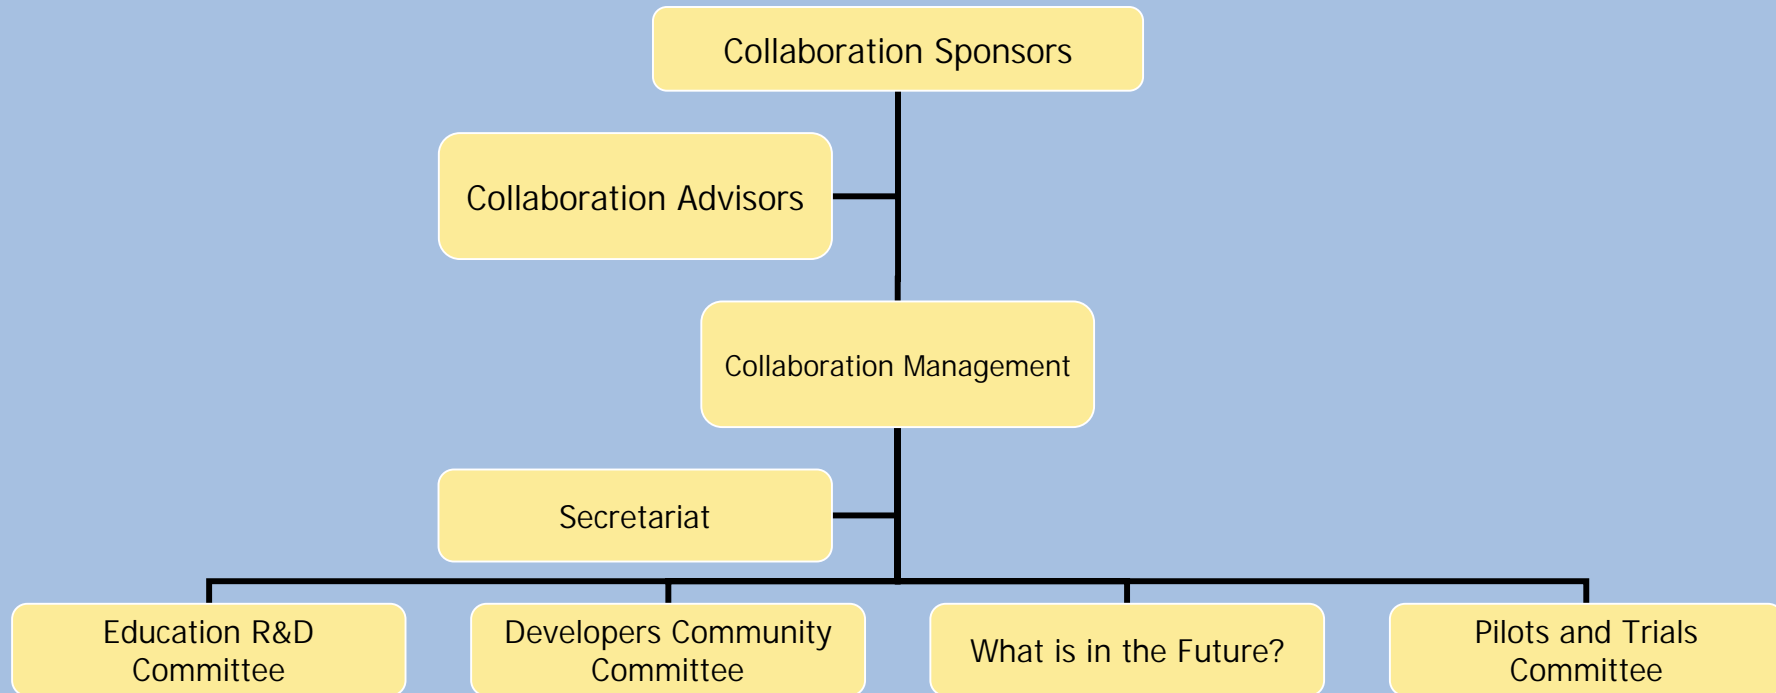 Collaboration Sponsors
Collaboration Advisors
Collaboration Management
Secretariat
Education R&D
Committee
Developers Community
Committee
What is in the Future?
Pilots and Trials
Committee